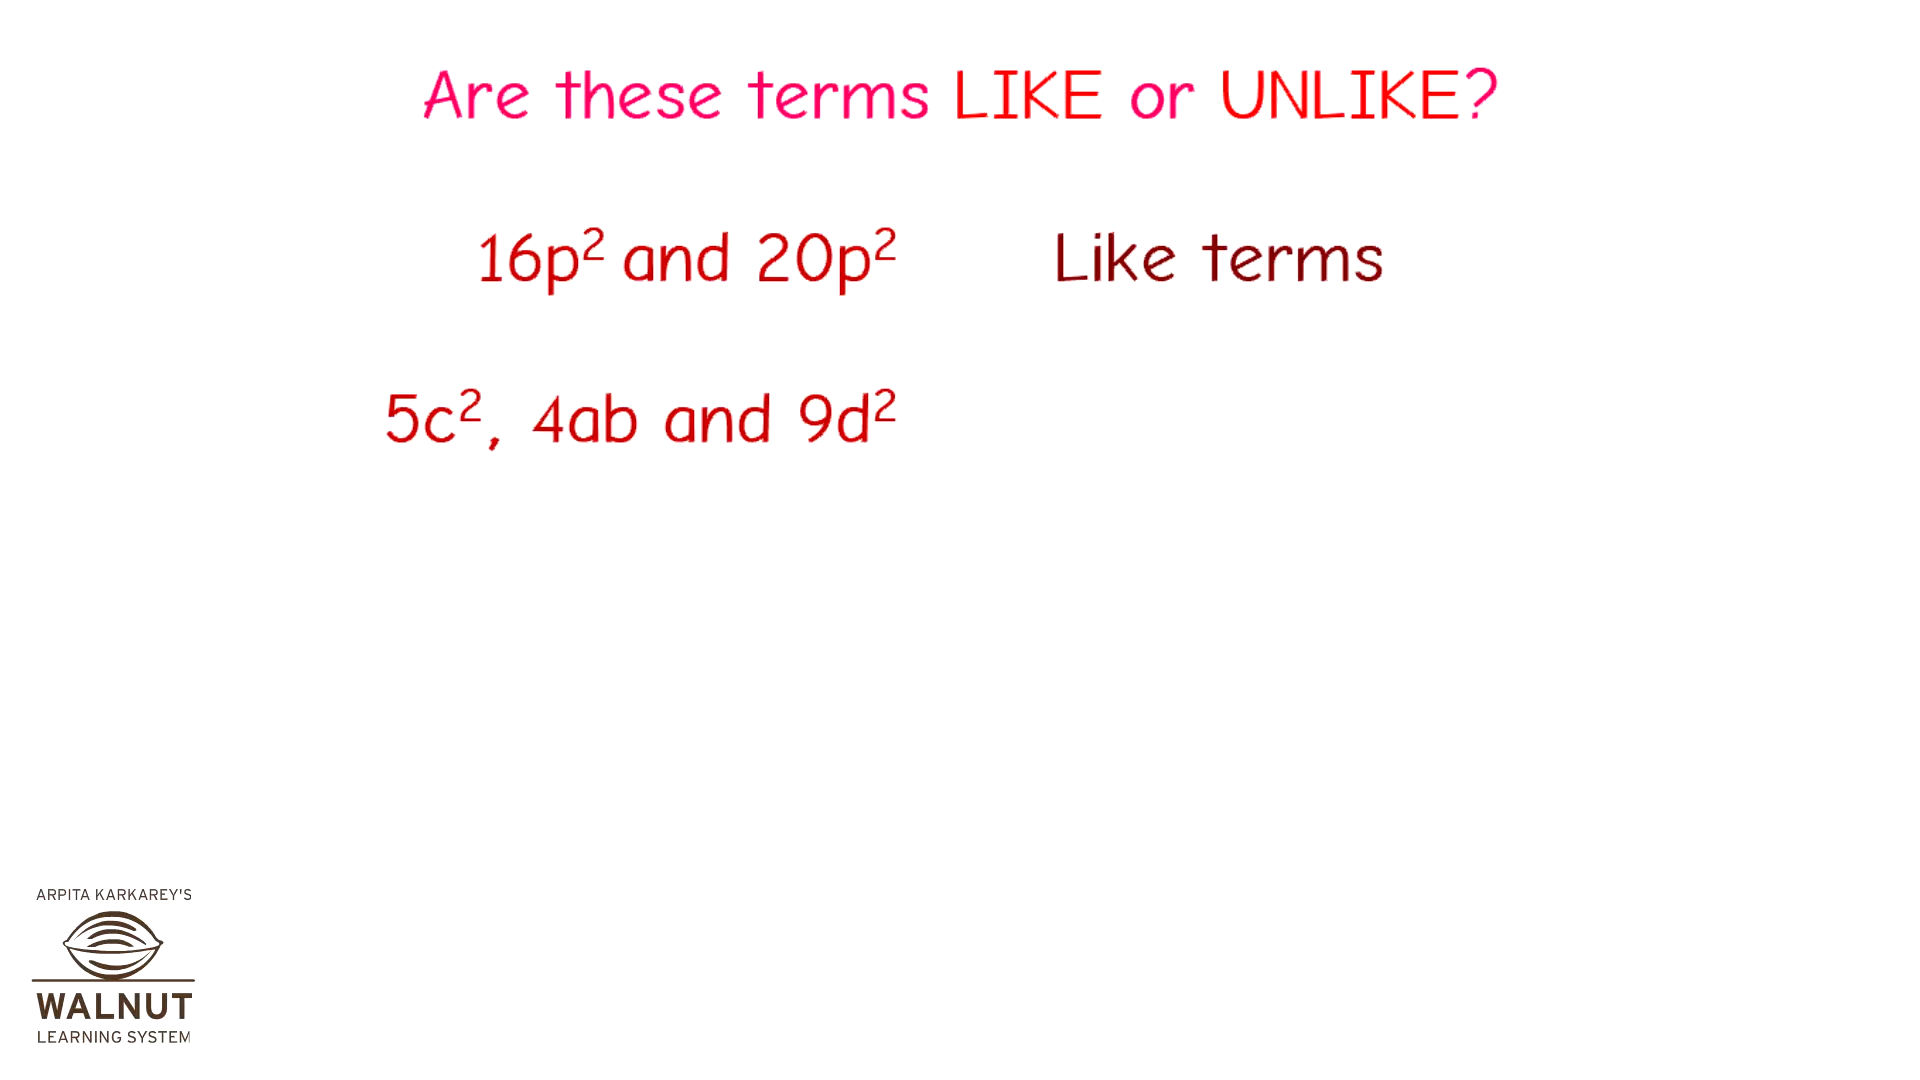 Are these terms LIKE or UNLIKE?
16p² and 20p² Like terms
5c², 4ab and 9d²
ARPITA KARKAREY'S
WALNUT
LEARNING SYSTEM